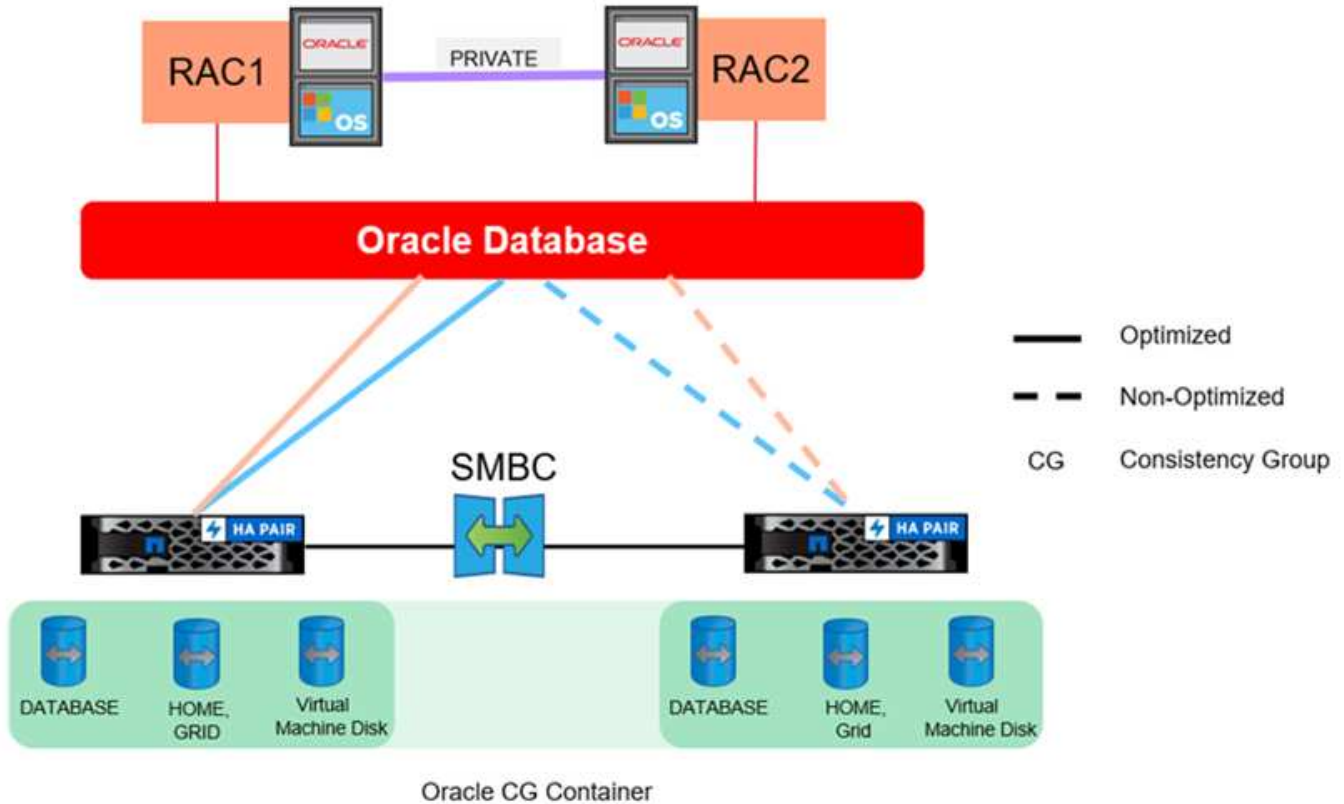 RAC1
ORACLE
OS
PRIVATE
ORACLE
OS
RAC2
Oracle Database
Optimized
Non-Optimized
CG Consistency Group
SMBC
HA PAIR
HA PAIR
DATABASE
HOME,
GRID
Virtual
Machine Disk
DATABASE
HOME,
Grid
Virtual
Machine Disk
Oracle CG Container